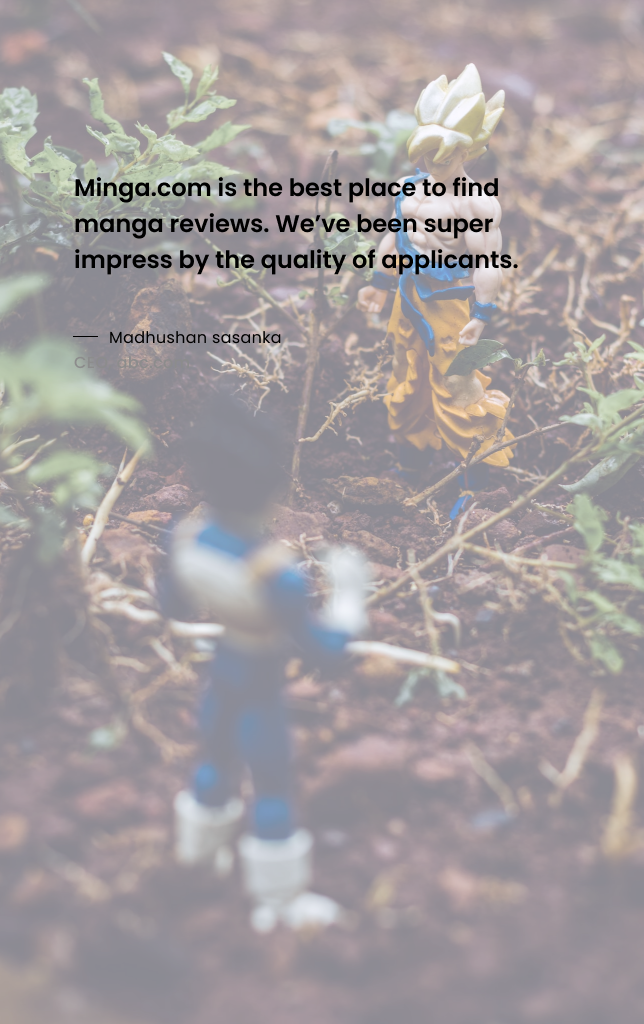 Minga.com is the best place to find
manga reviews. We’ve been super
impress by the quality of applicants.
— Madhushan sasanka